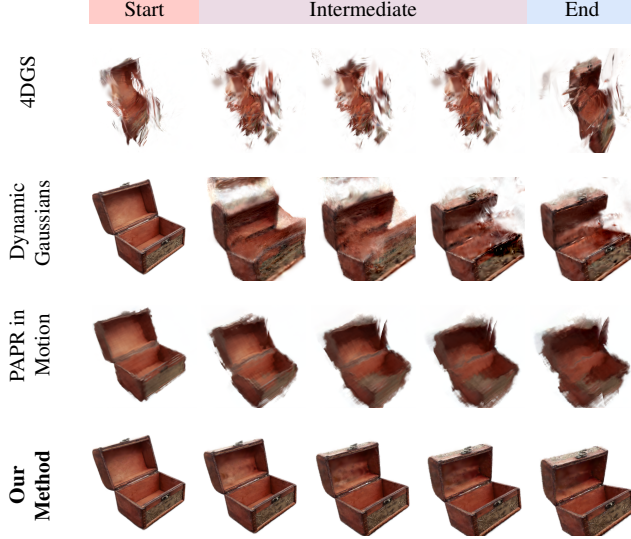 Start Intermediate End
4DGS
Dynamic
Gaussians
PAPR in
Motion
Our
Method